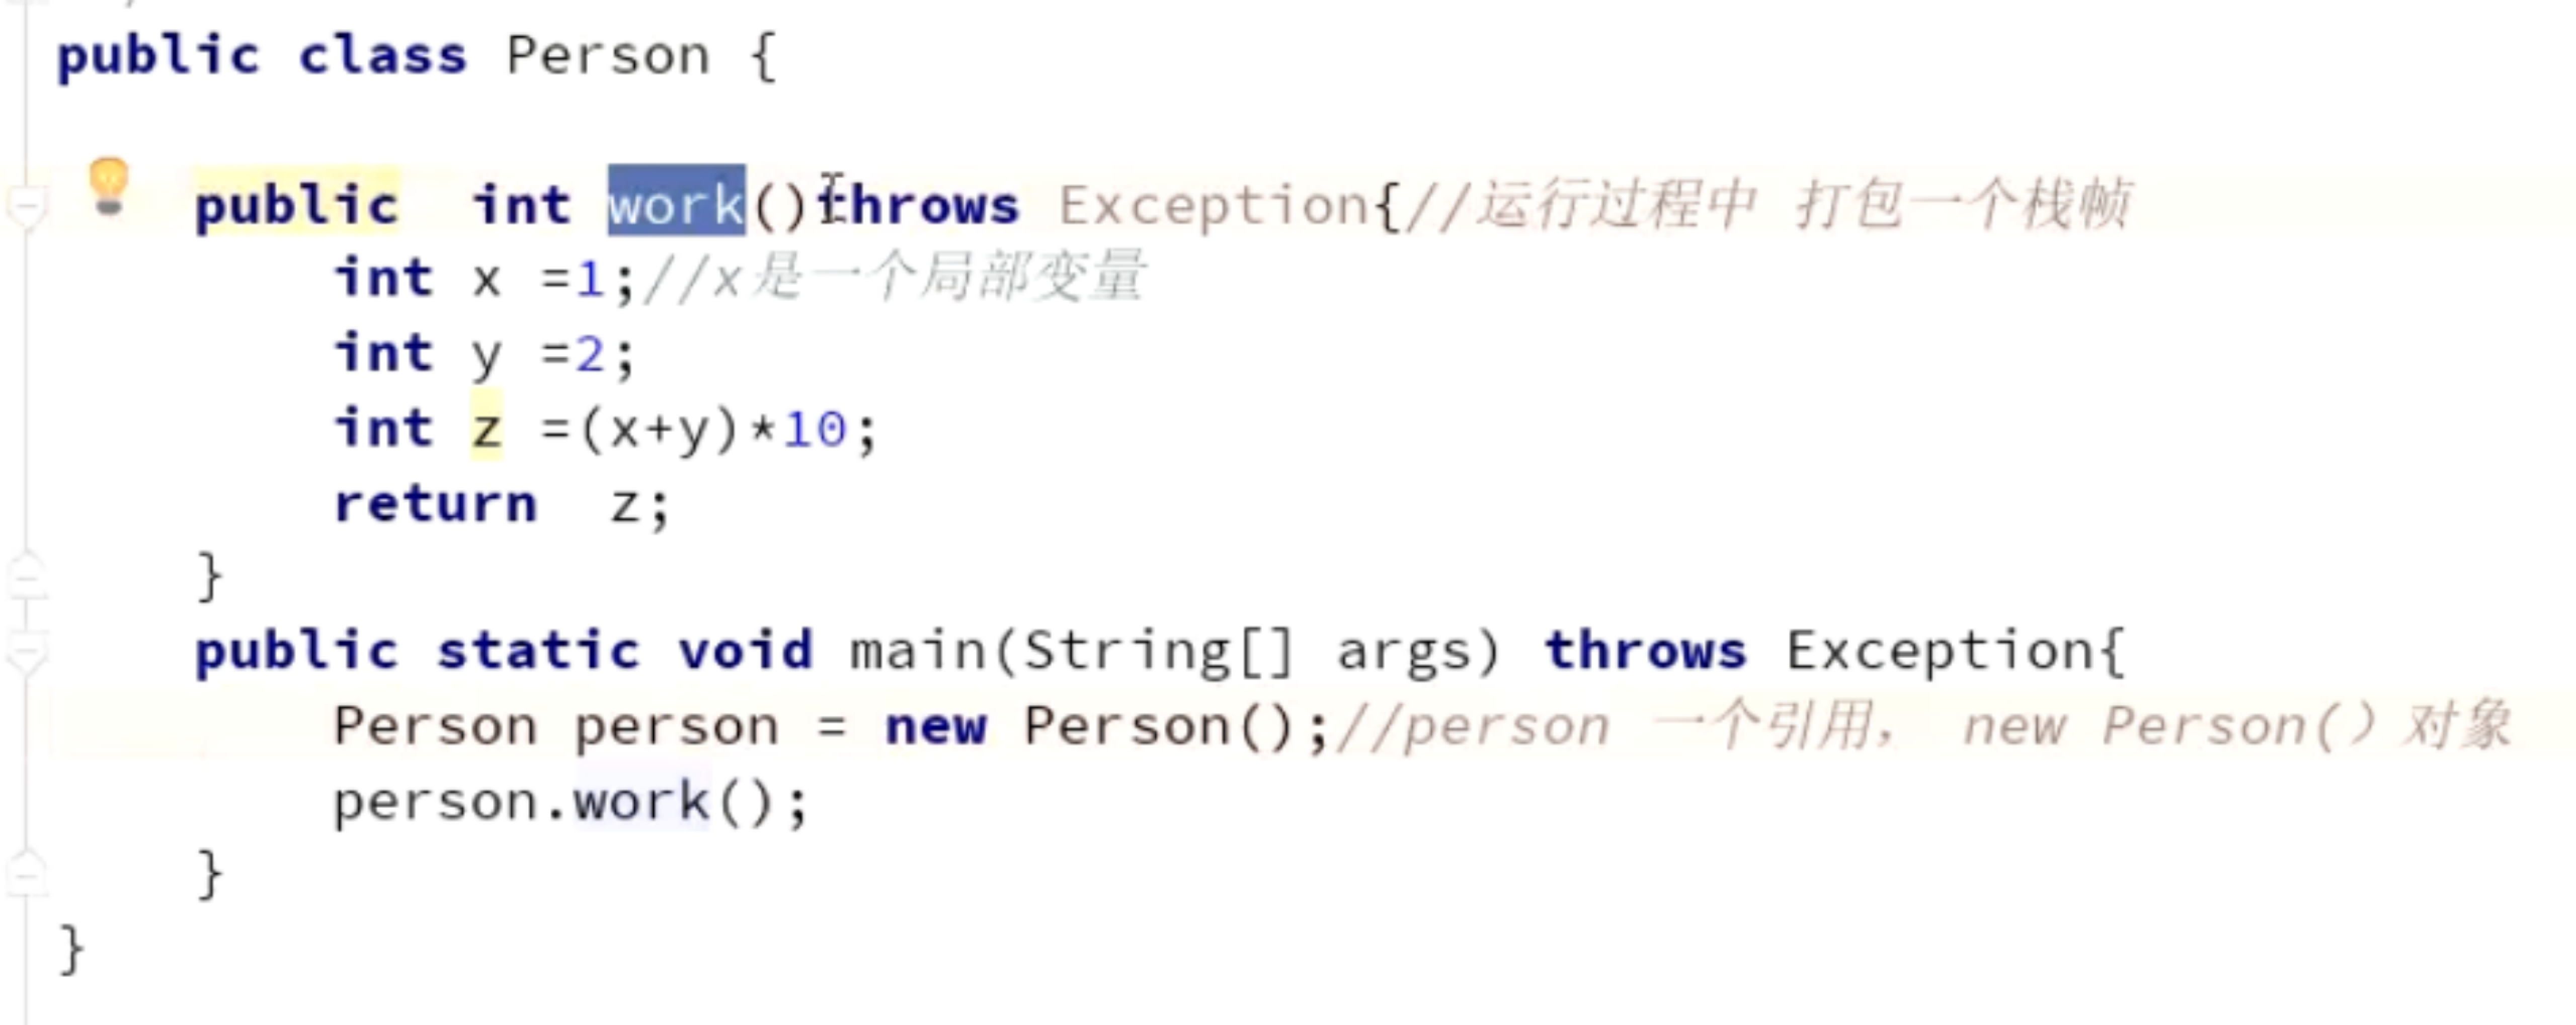 public class Person {
public  int work()throws Exception{//运行过程中 打包一个栈帧
int x =1;//x是一个局部变量
int y =2;
int z =(x+y)*10;
return  z;
}
public static void main(String[] args) throws Exception{
Person person = new Person();//person 一个引用， new Person()对象
person.work();
}
}